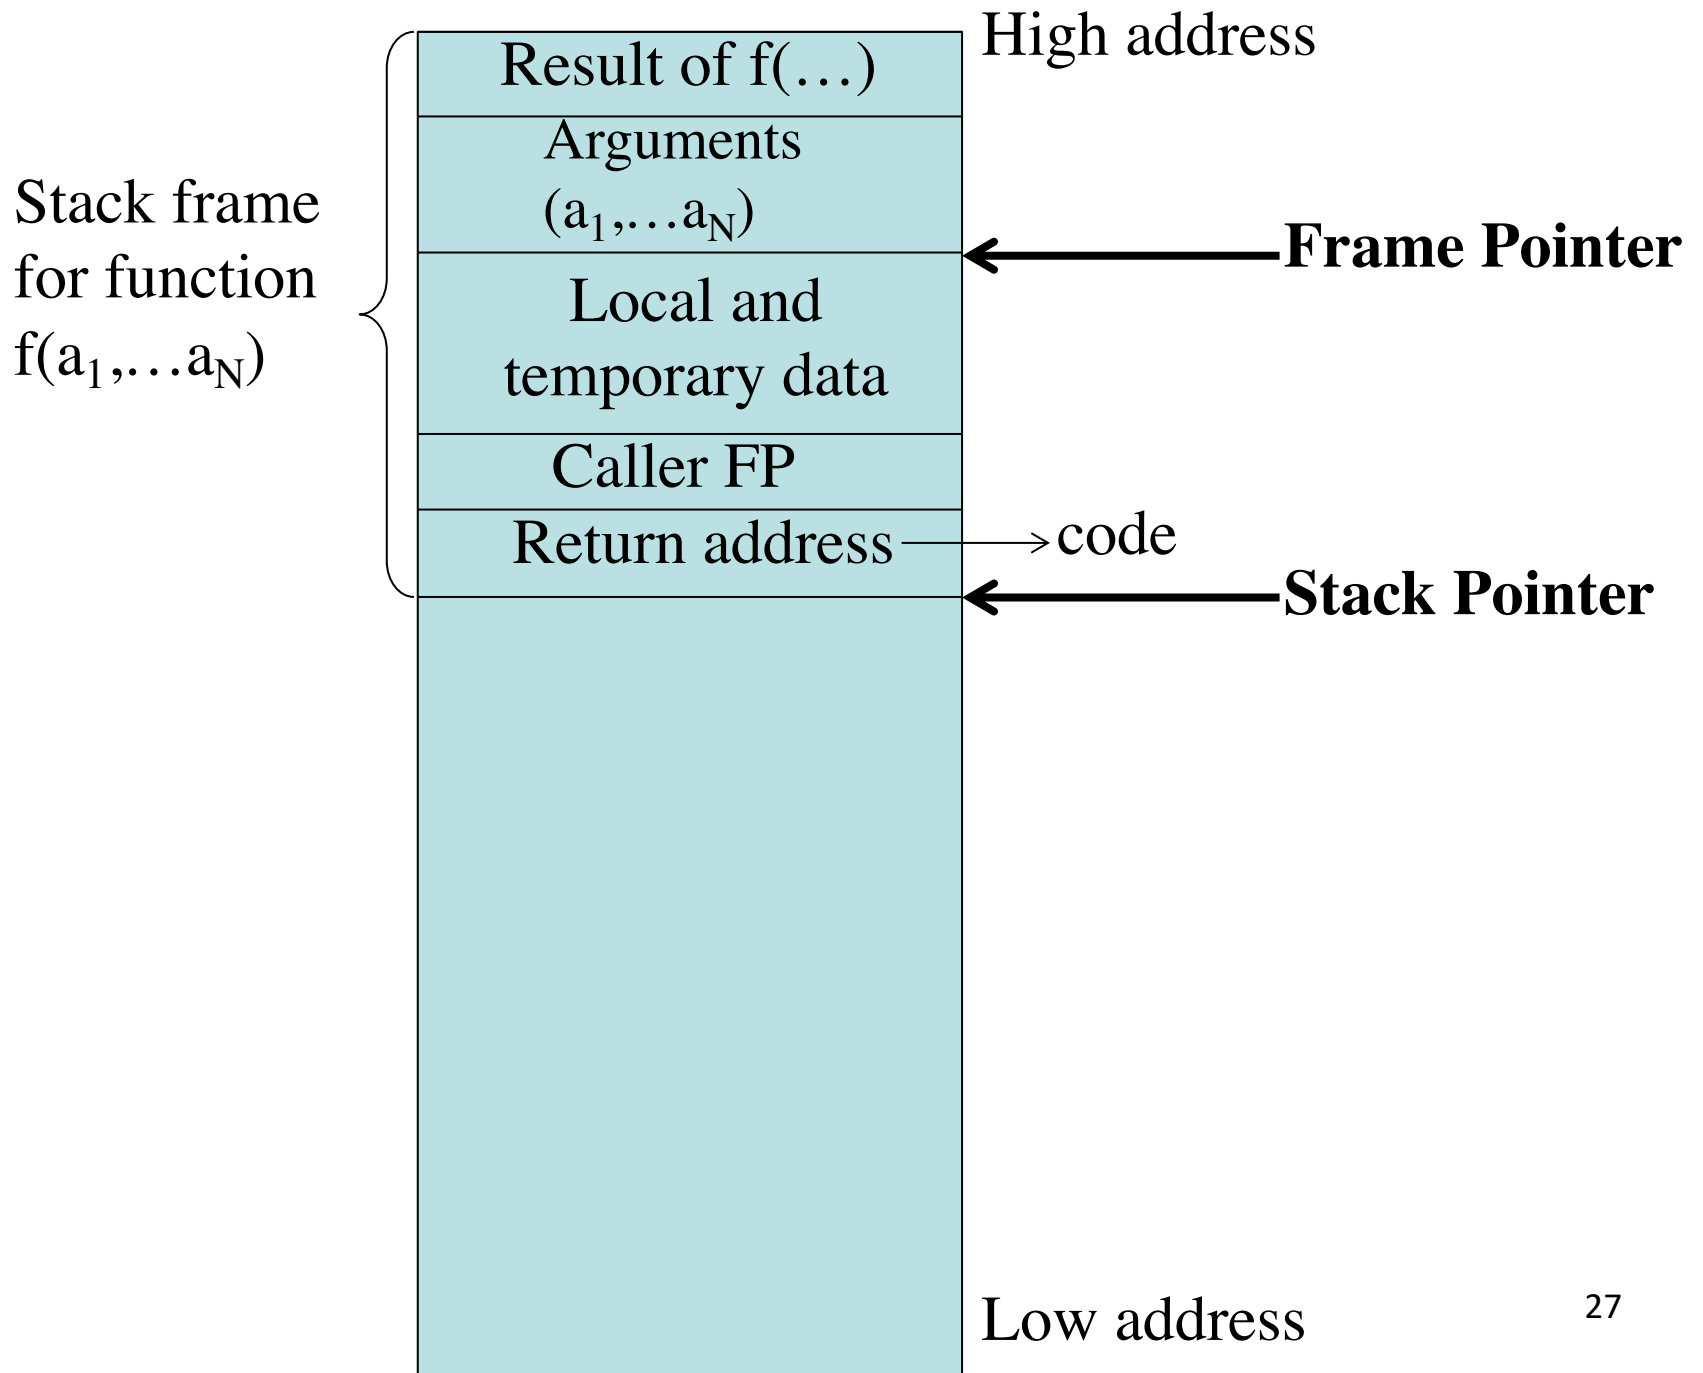 High address
Result of f(…)
Arguments
(a₁,…aN)
Stack frame
for function
f(a₁,…aN)
Frame Pointer
Local and
temporary data
Caller FP
Return address
code
Stack Pointer
Low address
27